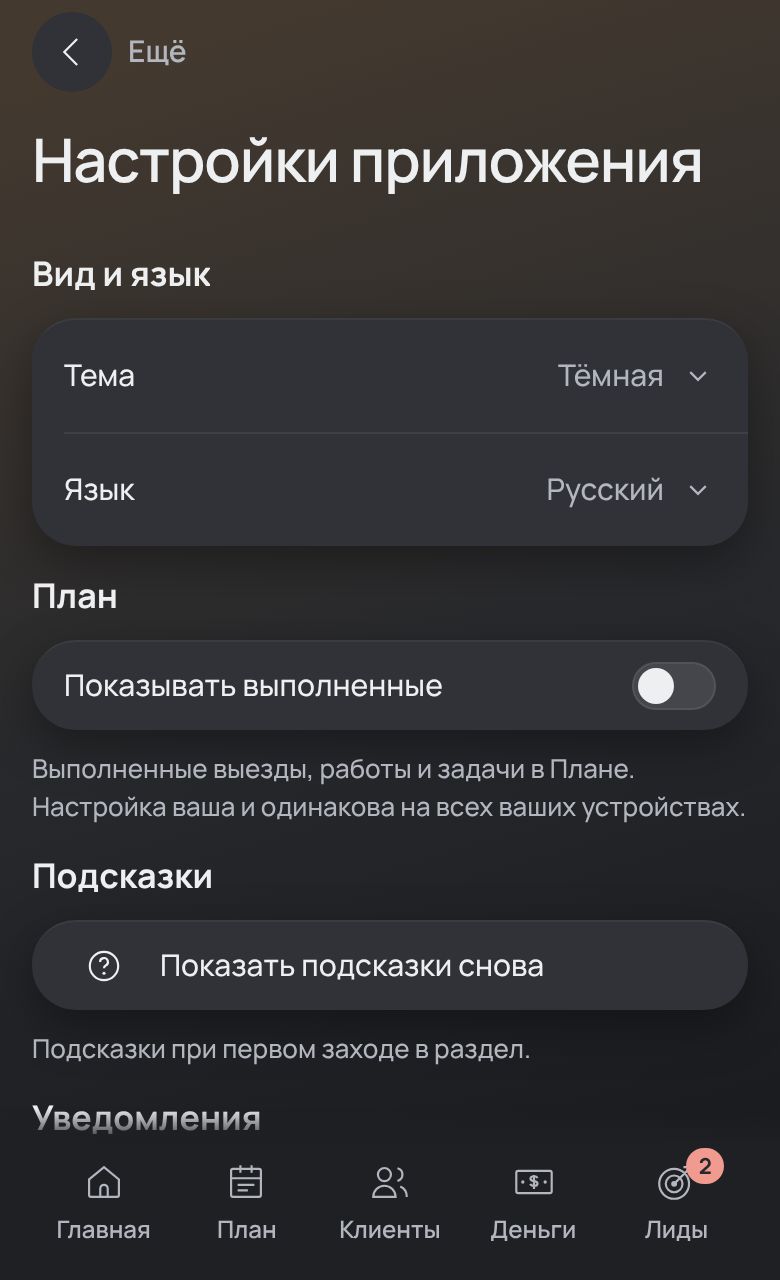 Ещё
Настройки приложения
Вид и язык
Тема
Тёмная
Язык
Русский
План
Показывать выполненные
Выполненные выезды, работы и задачи в Плане.
Настройка ваша и одинакова на всех ваших устройствах.
Подсказки
Показать подсказки снова
Подсказки при первом заходе в раздел.
Уведомления
2
Главная
План
Клиенты
Деньги
Лиды